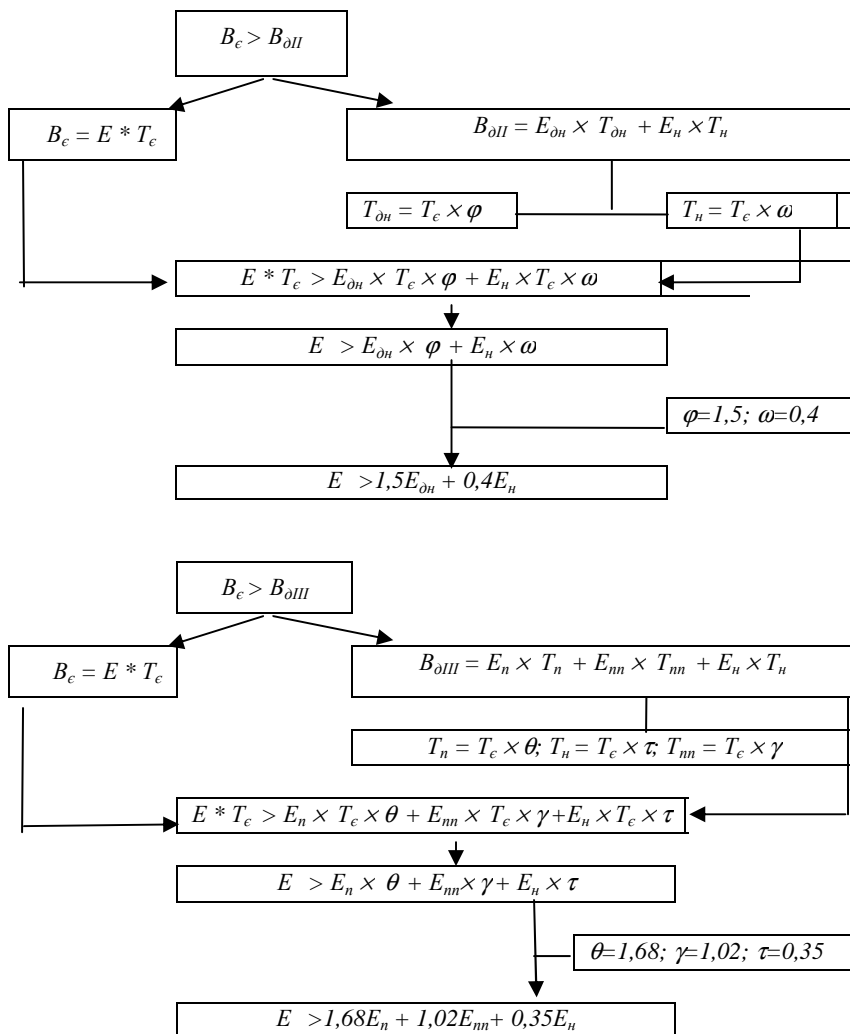 B_є > B_дII
B_є = E * T_є
B_дII = E_дн × T_дн + E_н × T_н
T_дн = T_є × φ
T_н = T_є × ω
E * T_є > E_дн × T_є × φ + E_н × T_є × ω
E > E_дн × φ + E_н × ω
φ=1,5; ω=0,4
E >1,5E_дн + 0,4E_н
B_є > B_дIII
B_є = E * T_є
B_дIII = E_п × T_п + E_пп × T_пп + E_н × T_н
T_п = T_є × θ; T_н = T_є × τ; T_пп = T_є × γ
E * T_є > E_п × T_є × θ + E_пп × T_є × γ +E_н × T_є × τ
E > E_п × θ + E_пп × γ + E_н × τ
θ=1,68; γ=1,02; τ=0,35
E >1,68E_п + 1,02E_пп + 0,35E_н